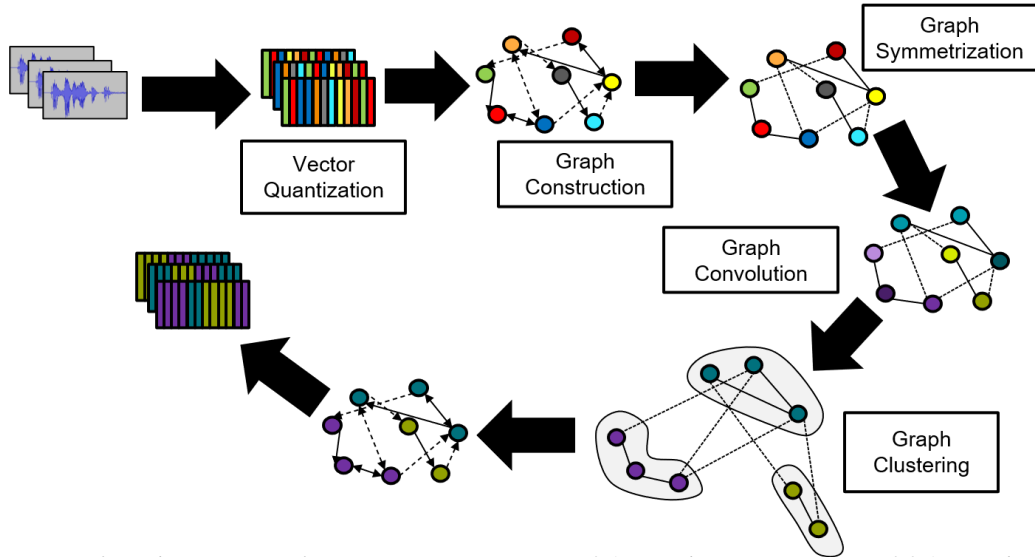 Graph
Symmetrization
Vector
Quantization
Graph
Construction
Graph
Convolution
Graph
Clustering